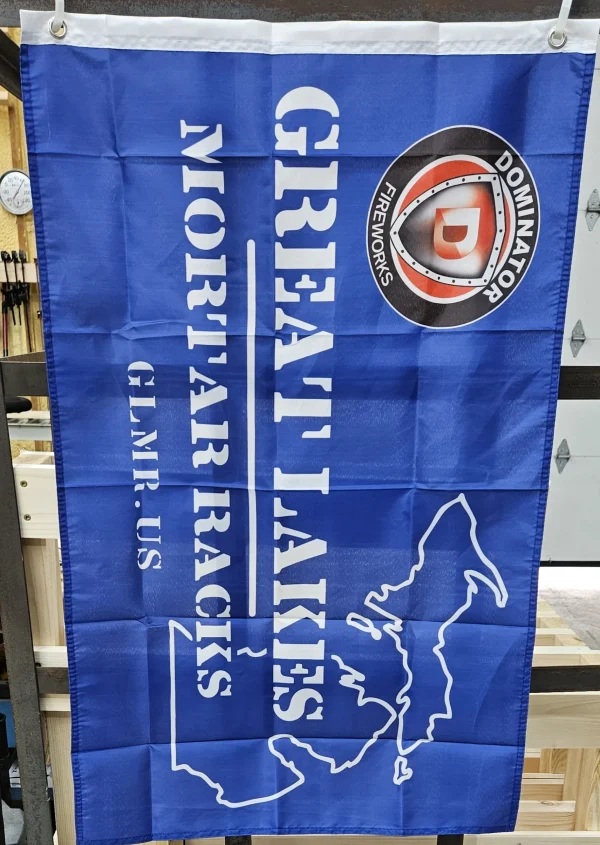 DOMINATOR
D
FIREWORKS
GREAT LAKES
MORTAR RACKS
GLMR.US